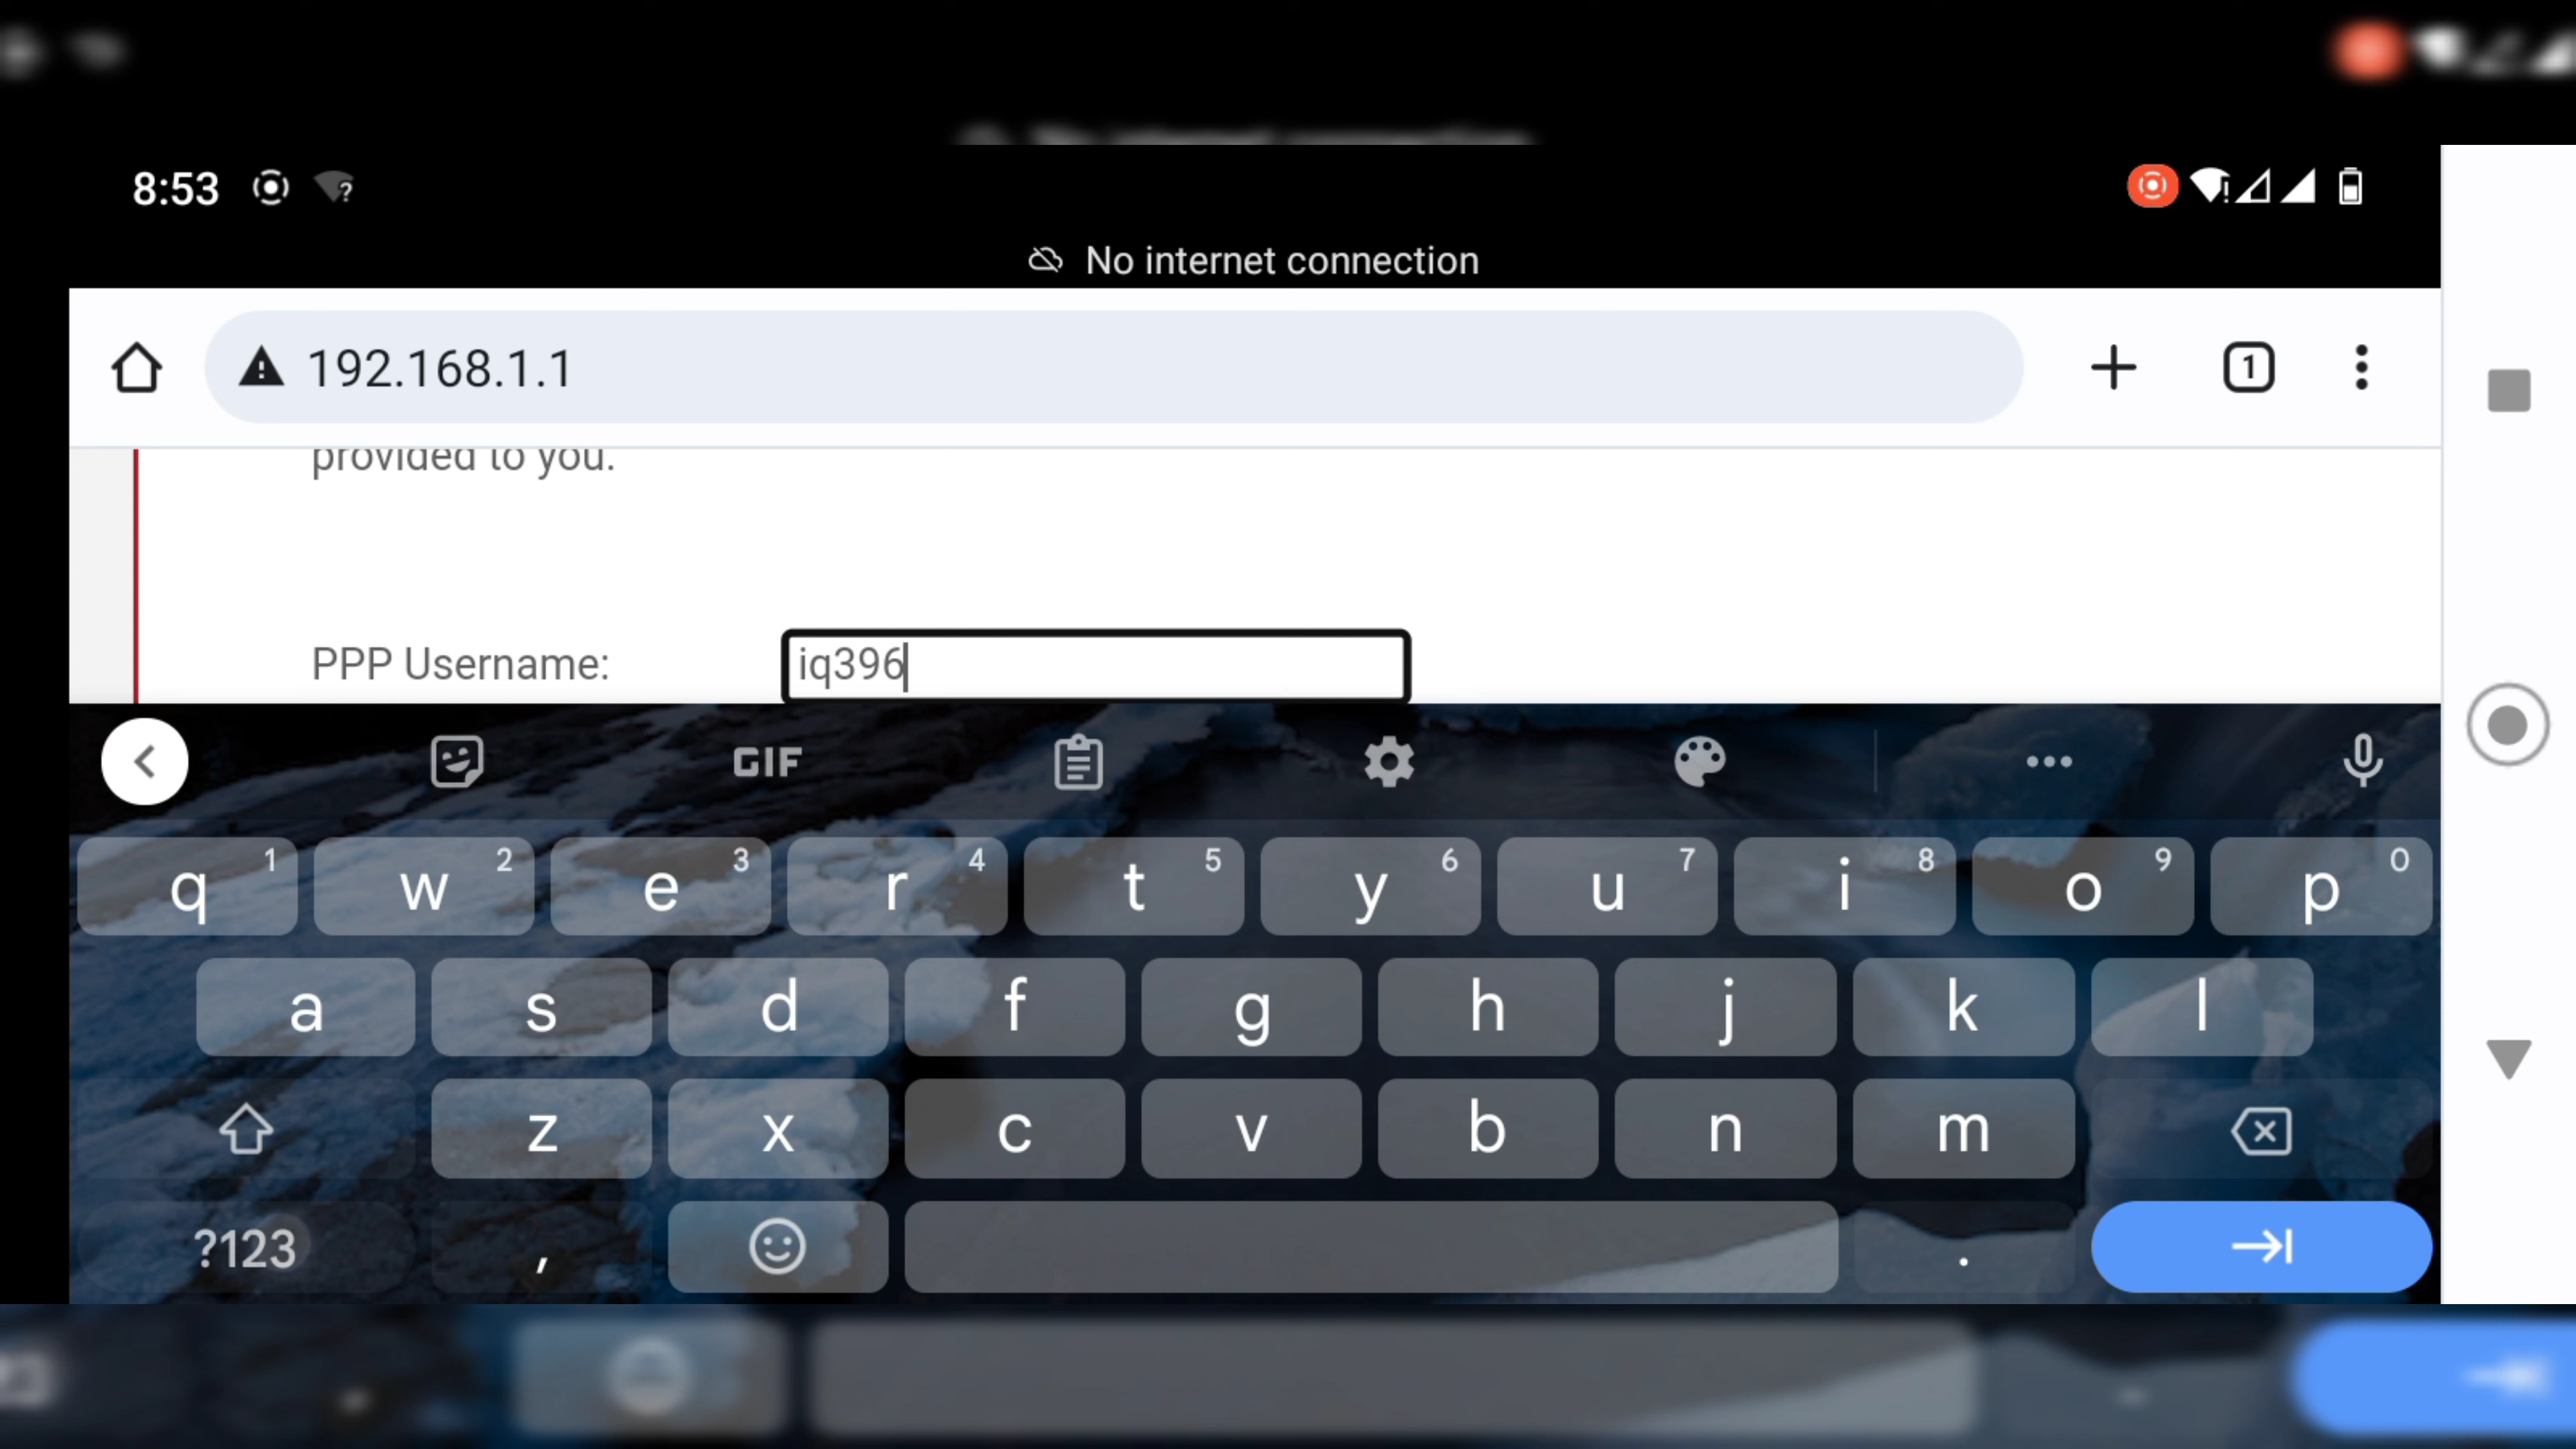 8:53
No internet connection
192.168.1.1
1
provided to you.
PPP Username:
iq396
GIF
q 1 w 2 e 3 r 4 t 5 y 6 u 7 i 8 o 9 p 0
a s d f g h j k l
z x c v b n m
?123 , .